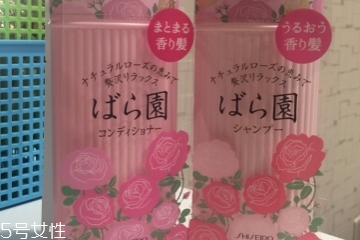 まとまる
香り髪
ナチュラルローズの恵みで
贅沢リラックス
ばら園
コンディショナー
うるおう
香り髪
ナチュラルローズの恵みで
贅沢リラックス
ばら園
シャンプー
SHISEIDO
5号女性